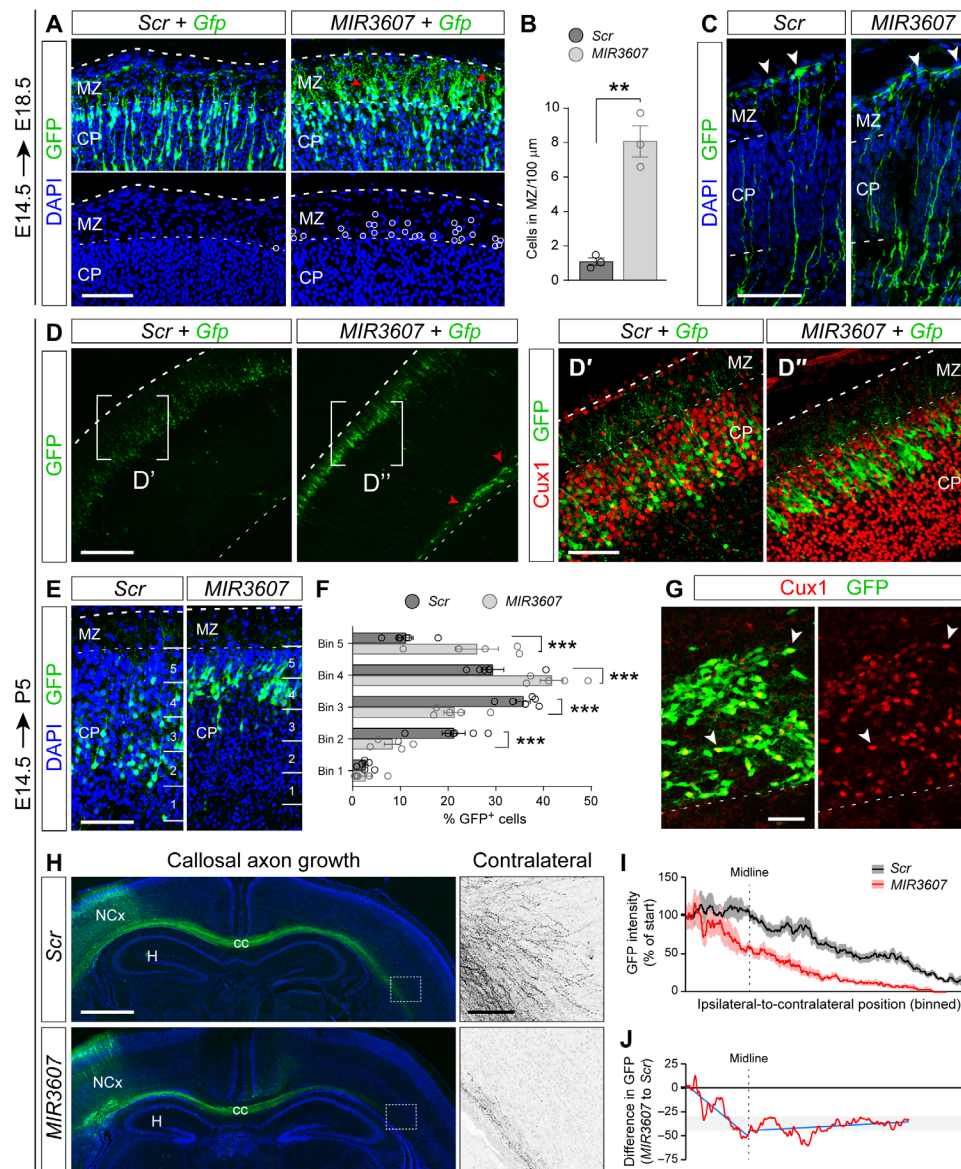 A
Scr + Gfp
MIR3607 + Gfp
E14.5 → E18.5
DAPI GFP
MZ
CP
MZ
CP
MZ
CP
MZ
CP
B
Scr
MIR3607
**
Cells in MZ/100 μm
10
8
6
4
2
0
C
Scr
MIR3607
MZ
CP
MZ
CP
E14.5 → P5
D
Scr + Gfp
MIR3607 + Gfp
GFP
D'
D''
Scr + Gfp
MIR3607 + Gfp
Cux1 GFP
D′
MZ
CP
D″
MZ
CP
E
Scr
MIR3607
DAPI GFP
MZ
CP
5
4
3
2
1
MZ
5
4
3
2
1
F
Scr
MIR3607
Bin 5
***
Bin 4
***
Bin 3
***
Bin 2
***
Bin 1
0 10 20 30 40 50
% GFP+ cells
G
Cux1 GFP
H
Callosal axon growth
Contralateral
Scr
NCx
H
cc
MIR3607
NCx
H
cc
I
Midline
Scr
MIR3607
GFP intensity
(% of start)
150
100
50
0
Ipsilateral-to-contralateral position (binned)
J
Midline
Difference in GFP
(MIR3607 to Scr)
25
0
−25
−50
−75